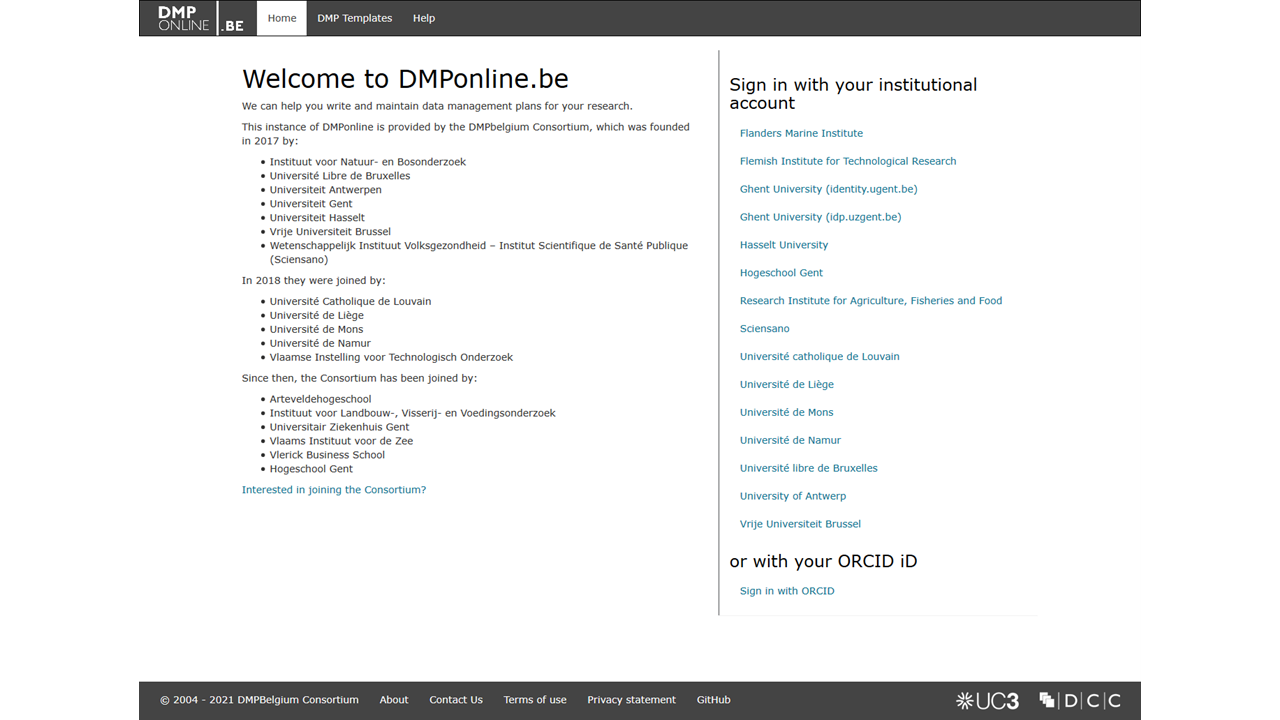 DMP
ONLINE
.BE
Home
DMP Templates
Help
Welcome to DMPonline.be
We can help you write and maintain data management plans for your research.
This instance of DMPonline is provided by the DMPbelgium Consortium, which was founded
in 2017 by:
Instituut voor Natuur- en Bosonderzoek
Université Libre de Bruxelles
Universiteit Antwerpen
Universiteit Gent
Universiteit Hasselt
Vrije Universiteit Brussel
Wetenschappelijk Instituut Volksgezondheid – Institut Scientifique de Santé Publique
(Sciensano)
In 2018 they were joined by:
Université Catholique de Louvain
Université de Liège
Université de Mons
Université de Namur
Vlaamse Instelling voor Technologisch Onderzoek
Since then, the Consortium has been joined by:
Arteveldehogeschool
Instituut voor Landbouw-, Visserij- en Voedingsonderzoek
Universitair Ziekenhuis Gent
Vlaams Instituut voor de Zee
Vlerick Business School
Hogeschool Gent
Interested in joining the Consortium?
Sign in with your institutional
account
Flanders Marine Institute
Flemish Institute for Technological Research
Ghent University (identity.ugent.be)
Ghent University (idp.uzgent.be)
Hasselt University
Hogeschool Gent
Research Institute for Agriculture, Fisheries and Food
Sciensano
Université catholique de Louvain
Université de Liège
Université de Mons
Université de Namur
Université libre de Bruxelles
University of Antwerp
Vrije Universiteit Brussel
or with your ORCID iD
Sign in with ORCID
© 2004 - 2021 DMPBelgium Consortium
About
Contact Us
Terms of use
Privacy statement
GitHub
UC3
D|C|C